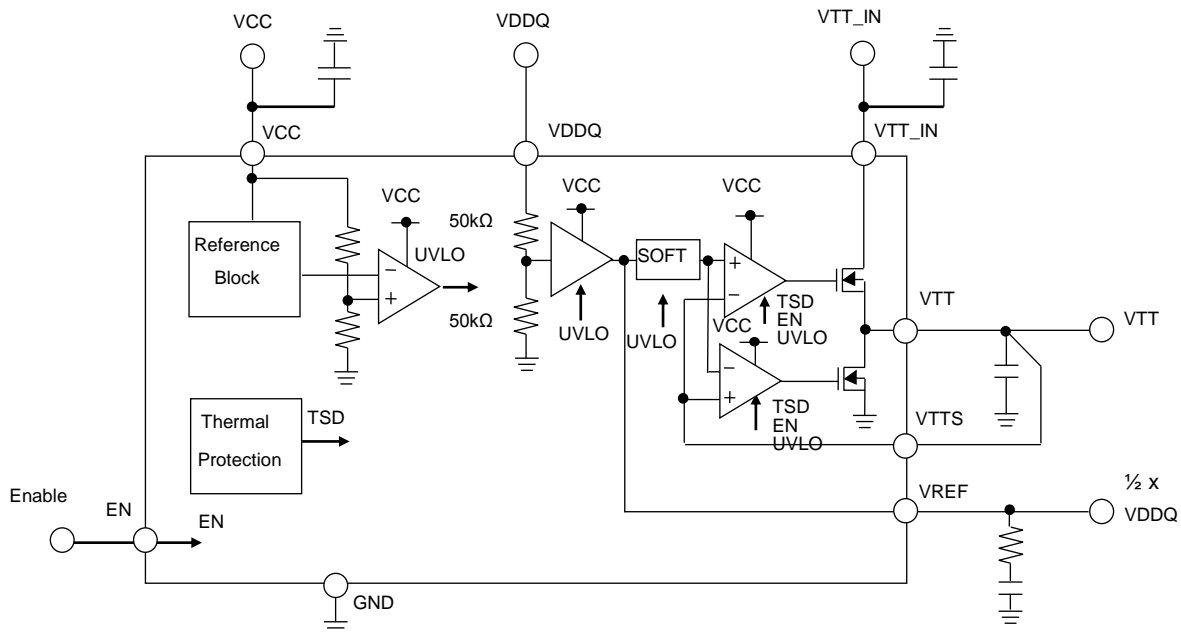 VCC
VDDQ
VTT_IN
VCC
VDDQ
VTT_IN
VCC
VCC
VCC
50kΩ
Reference
Block
UVLO
−
+
SOFT
+
−
TSD
EN
UVLO
VTT
VTT
50kΩ
UVLO
UVLO
VCC
−
+
TSD
EN
UVLO
Thermal
Protection
TSD
VTTS
VREF
½ x
VDDQ
Enable
EN
EN
GND